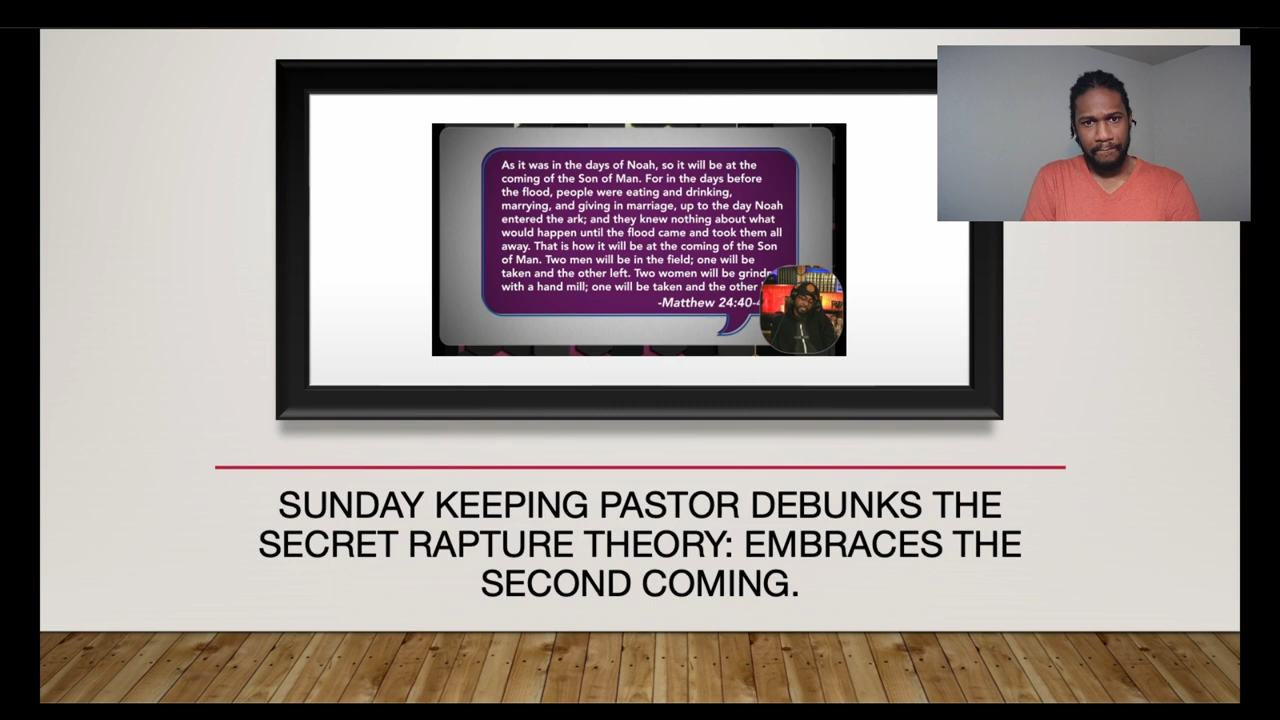 As it was in the days of Noah, so it will be at the
coming of the Son of Man. For in the days before
the flood, people were eating and drinking,
marrying, and giving in marriage, up to the day Noah
entered the ark; and they knew nothing about what
would happen until the flood came and took them all
away. That is how it will be at the coming of the Son
of Man. Two men will be in the field; one will be
taken and the other left. Two women will be
with a hand mill; one will be taken and the other
-Matthew 24:40-
SUNDAY KEEPING PASTOR DEBUNKS THE
SECRET RAPTURE THEORY: EMBRACES THE
SECOND COMING.